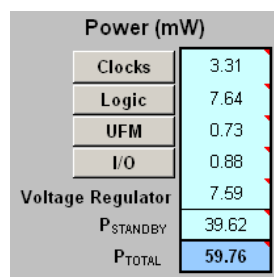 Power (mW)
Clocks 3.31
Logic 7.64
UFM 0.73
I/O 0.88
Voltage Regulator 7.59
PSTANDBY 39.62
PTOTAL 59.76